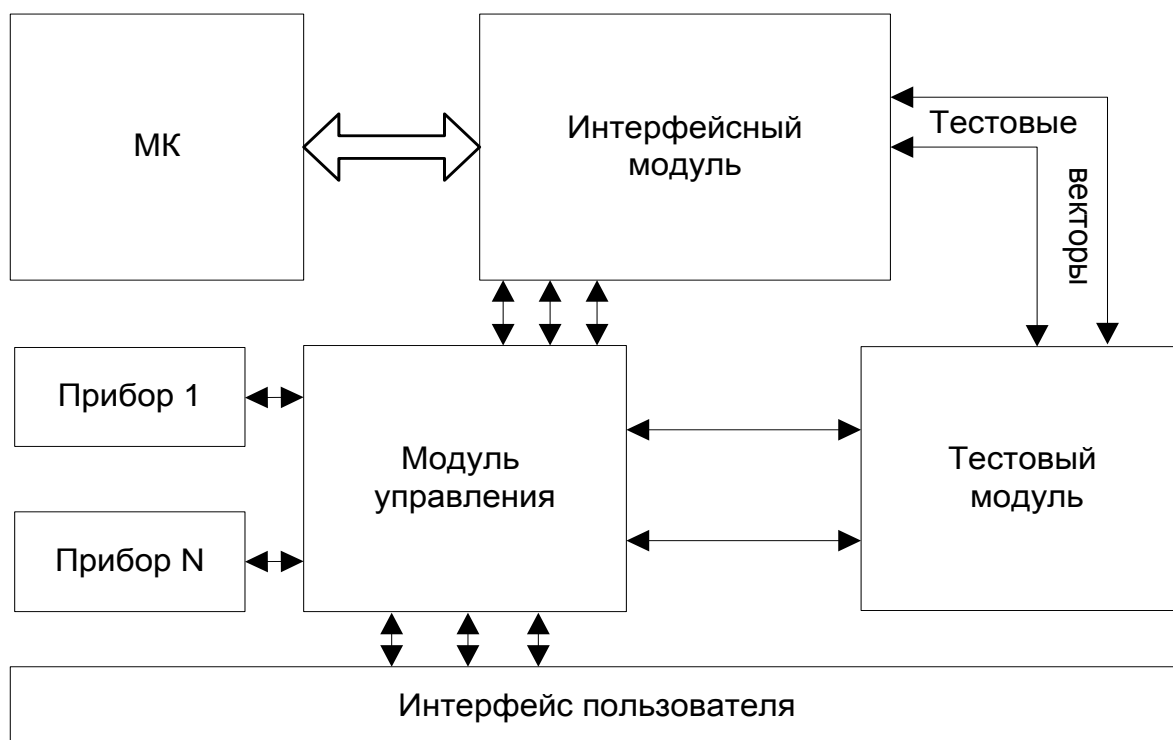 МК
Интерфейсный
модуль
Тестовые
векторы
Прибор 1
Модуль
управления
Тестовый
модуль
Прибор N
Интерфейс пользователя